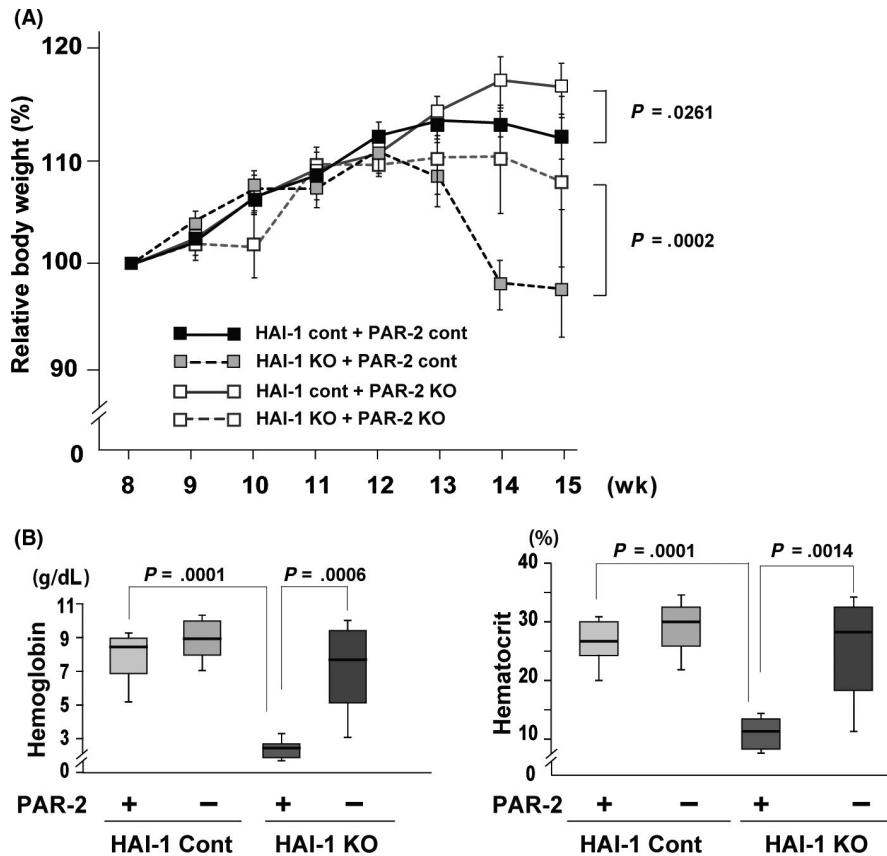 (A)
120
110
100
90
0
Relative body weight (%)
P = .0261
P = .0002
HAI-1 cont + PAR-2 cont
HAI-1 KO + PAR-2 cont
HAI-1 cont + PAR-2 KO
HAI-1 KO + PAR-2 KO
8 9 10 11 12 13 14 15 (wk)
(B)
(g/dL)
P = .0001
P = .0006
11
9
7
5
3
0
Hemoglobin
PAR-2 + − + −
HAI-1 Cont HAI-1 KO
(%)
P = .0001
P = .0014
40
30
20
10
0
Hematocrit
PAR-2 + − + −
HAI-1 Cont HAI-1 KO